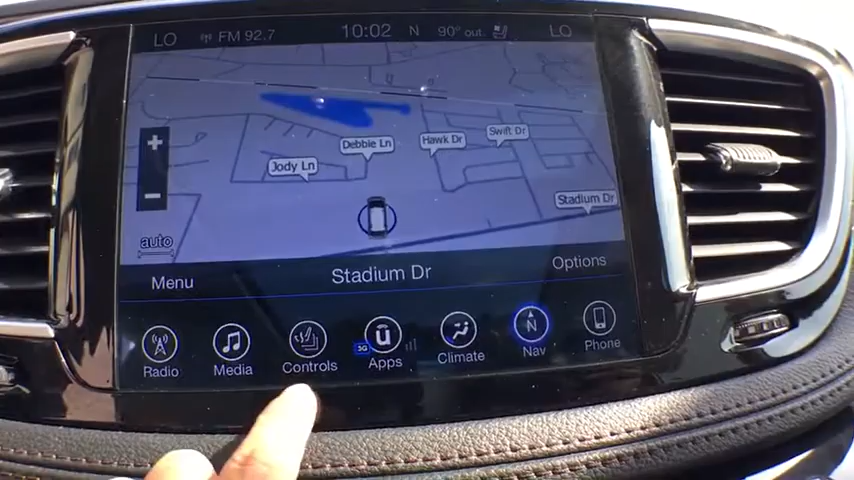 LO FM 92.7 10:02 N 90° out. LO
+
Debbie Ln Hawk Dr Swift Dr
Jody Ln
-
Stadium Dr
auto
Menu Stadium Dr Options
Radio Media Controls 5G Apps Climate Nav Phone